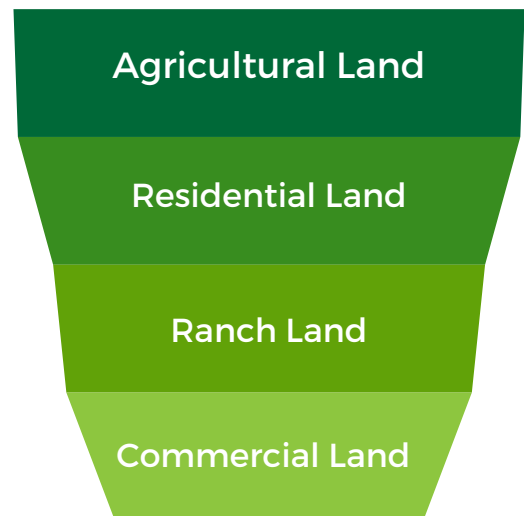 Agricultural Land
Residential Land
Ranch Land
Commercial Land